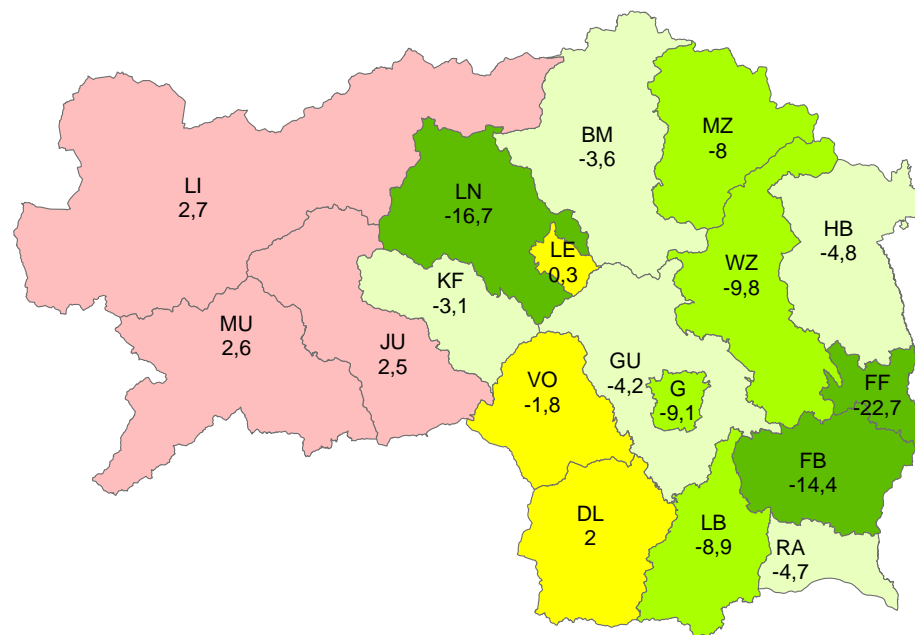 BM
-3,6
MZ
-8
LI
2,7
LN
-16,7
HB
-4,8
LE
0,3
WZ
-9,8
KF
-3,1
MU
2,6
JU
2,5
GU
-4,2
VO
-1,8
G
-9,1
FF
-22,7
FB
-14,4
DL
2
LB
-8,9
RA
-4,7